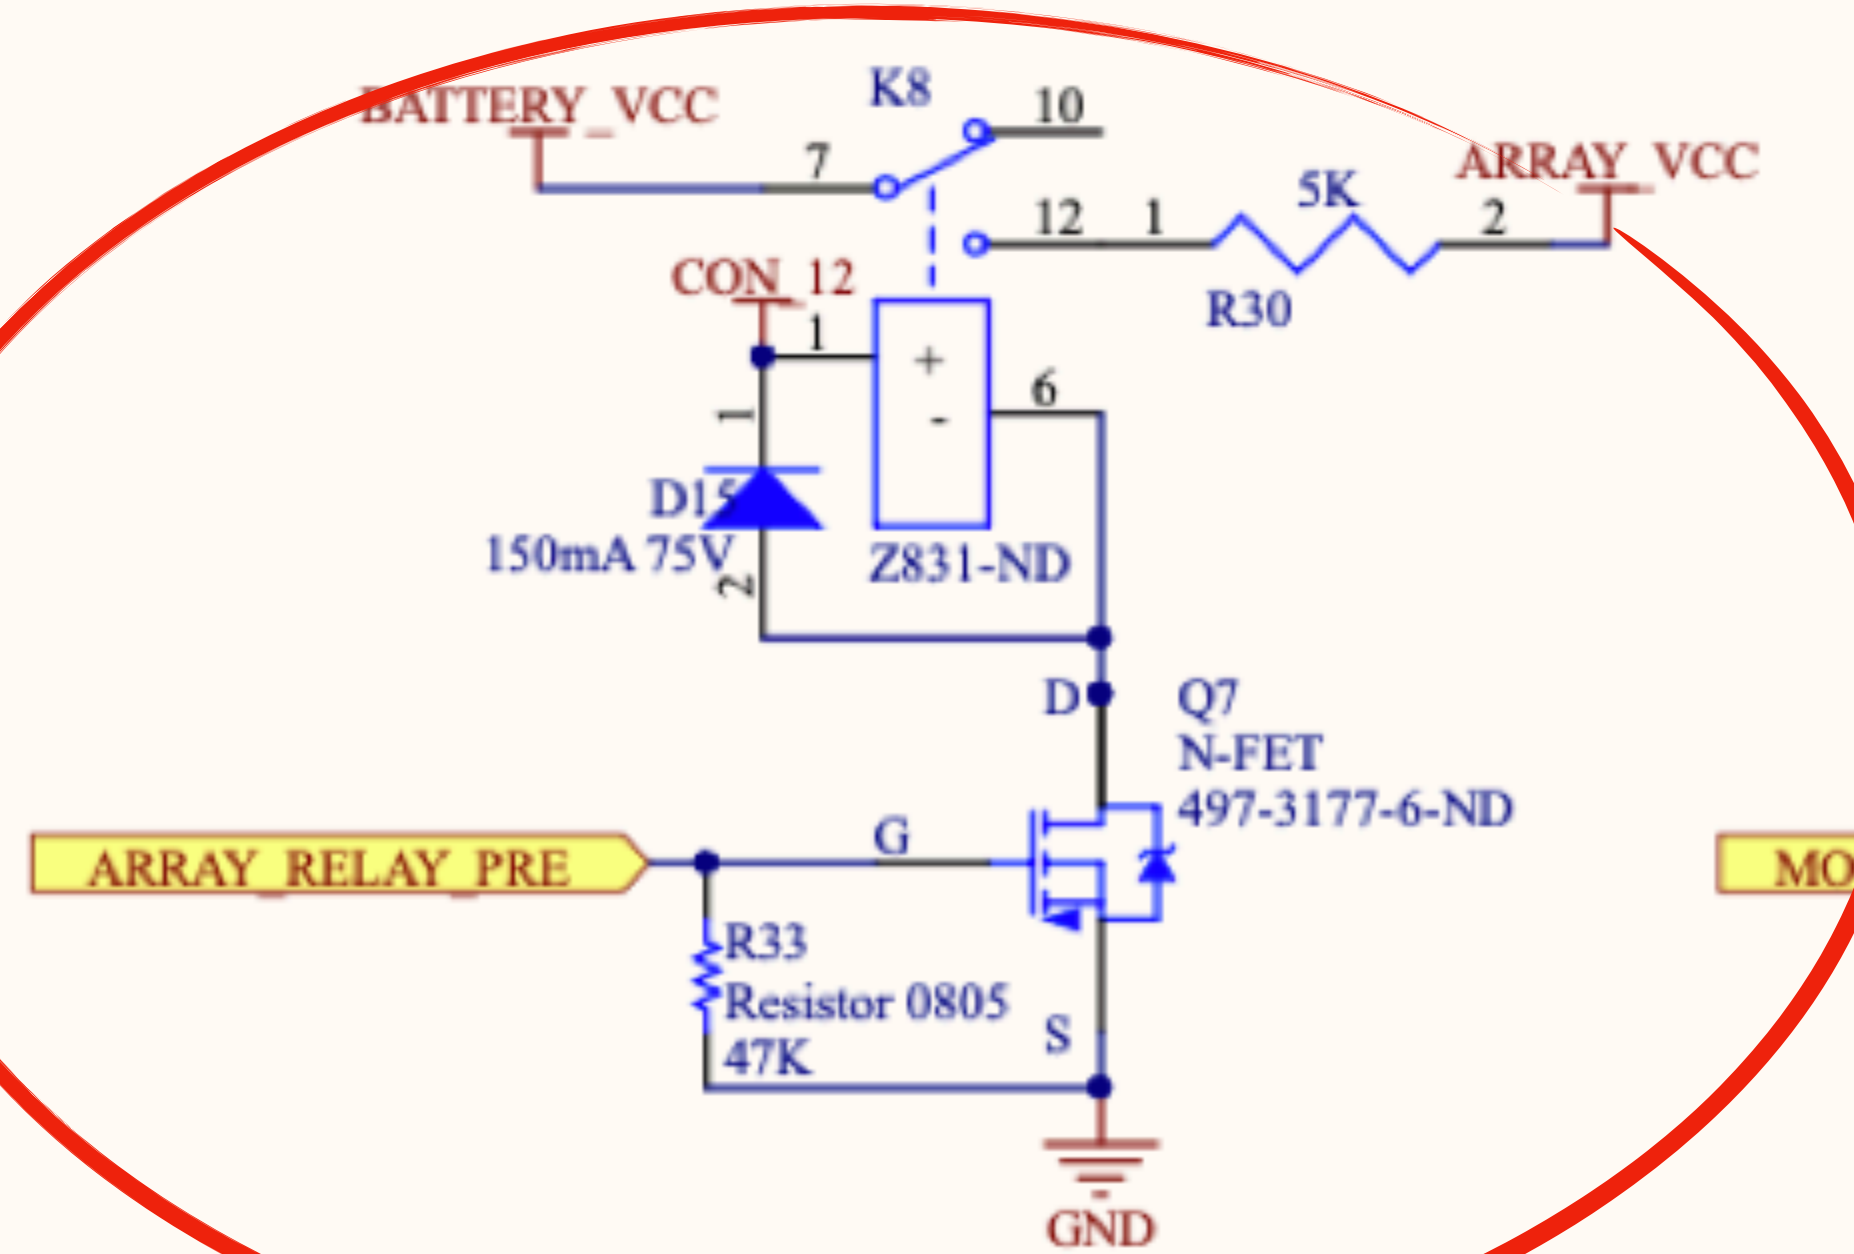 K8
BATTERY_VCC
10
7
ARRAY_VCC
5K
12
1
2
CON_12
R30
1
+
-
6
1
D15
150mA 75V
2
Z831-ND
D
Q7
N-FET
497-3177-6-ND
G
ARRAY_RELAY_PRE
MO
R33
Resistor 0805
47K
S
GND